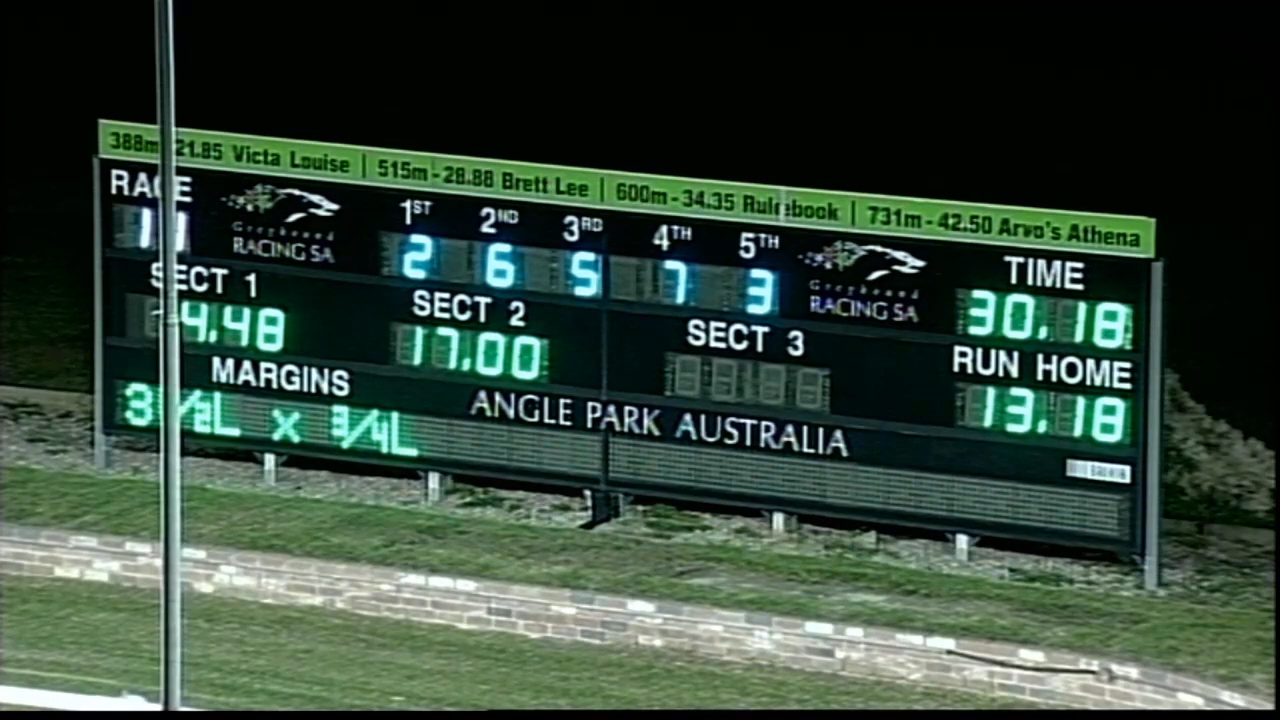 388m-21.85 Victa Louise | 515m-28.88 Brett Lee | 600m-34.35 Rulebook | 731m-42.50 Arvo's Athena
RACE 1ST 2ND 3RD 4TH 5TH TIME
11 Greyhound RACING SA 2 6 5 7 3 Greyhound RACING SA 30.18
SECT 1 SECT 2 SECT 3 RUN HOME
4.48 17.00 13.18
MARGINS ANGLE PARK AUSTRALIA
3 1/2L x 3/4L